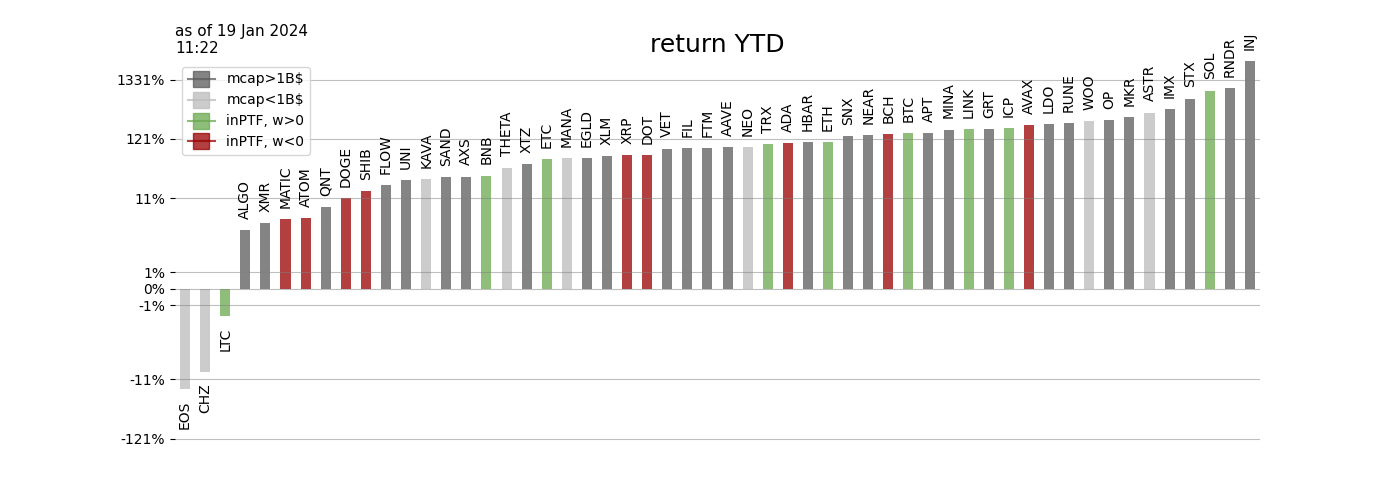 as of 19 Jan 2024
11:22
return YTD
mcap>1B$
mcap<1B$
inPTF, w>0
inPTF, w<0
1331%
121%
11%
1%
0%
-1%
-11%
-121%
EOS
CHZ
LTC
ALGO
XMR
MATIC
ATOM
QNT
DOGE
SHIB
FLOW
UNI
KAVA
SAND
AXS
BNB
THETA
XTZ
ETC
MANA
EGLD
XLM
XRP
DOT
VET
FIL
FTM
AAVE
NEO
TRX
ADA
HBAR
ETH
SNX
NEAR
BCH
BTC
APT
MINA
LINK
GRT
ICP
AVAX
LDO
RUNE
WOO
OP
MKR
ASTR
IMX
STX
SOL
RNDR
INJ